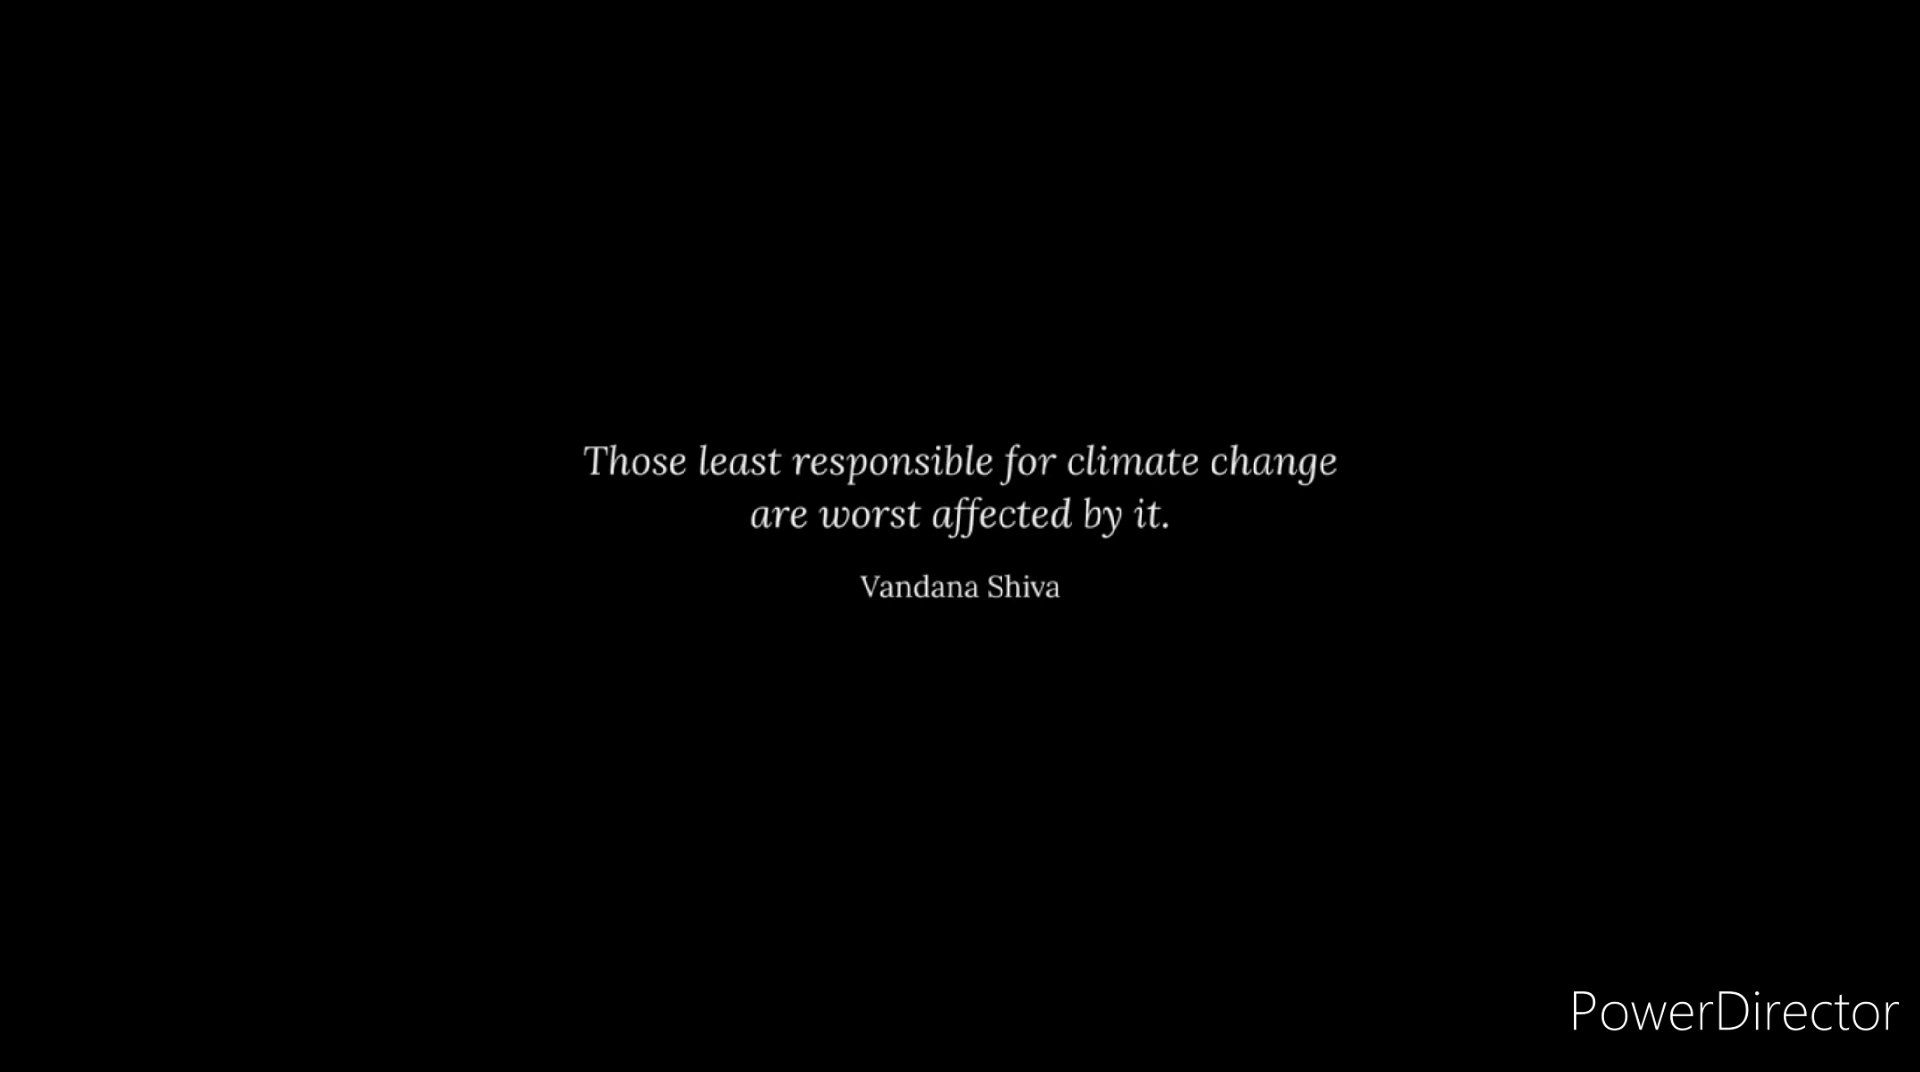 Those least responsible for climate change
are worst affected by it.
Vandana Shiva
PowerDirector